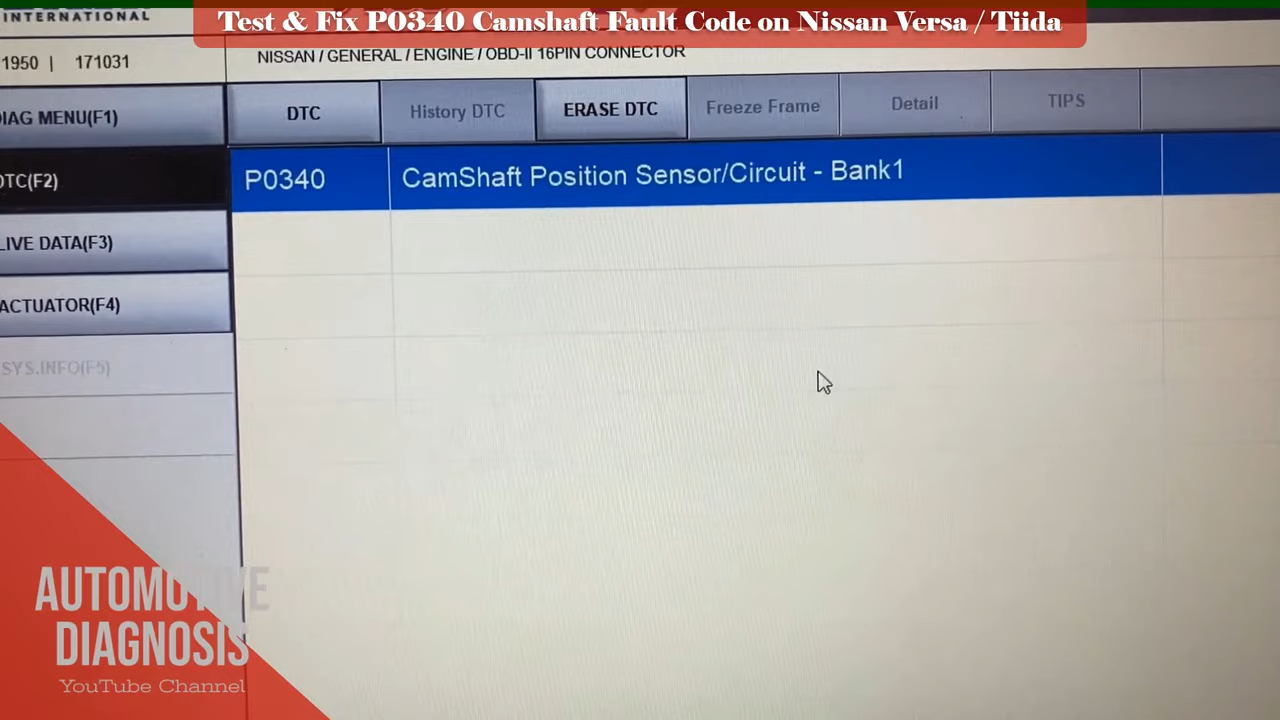 Test & Fix P0340 Camshaft Fault Code on Nissan Versa / Tiida
INTERNATIONAL
1950 | 171031
NISSAN / GENERAL / ENGINE / OBD-II 16PIN CONNECTOR
IAG MENU(F1)
DTC
History DTC
ERASE DTC
Freeze Frame
Detail
TIPS
DTC(F2)
P0340
CamShaft Position Sensor/Circuit - Bank1
LIVE DATA(F3)
ACTUATOR(F4)
SYS.INFO(F5)
AUTOMOTIVE
DIAGNOSIS
YouTube Channel